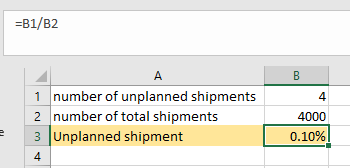 =B1/B2
A B
1 number of unplanned shipments 4
2 number of total shipments 4000
3 Unplanned shipment 0.10%
4
e